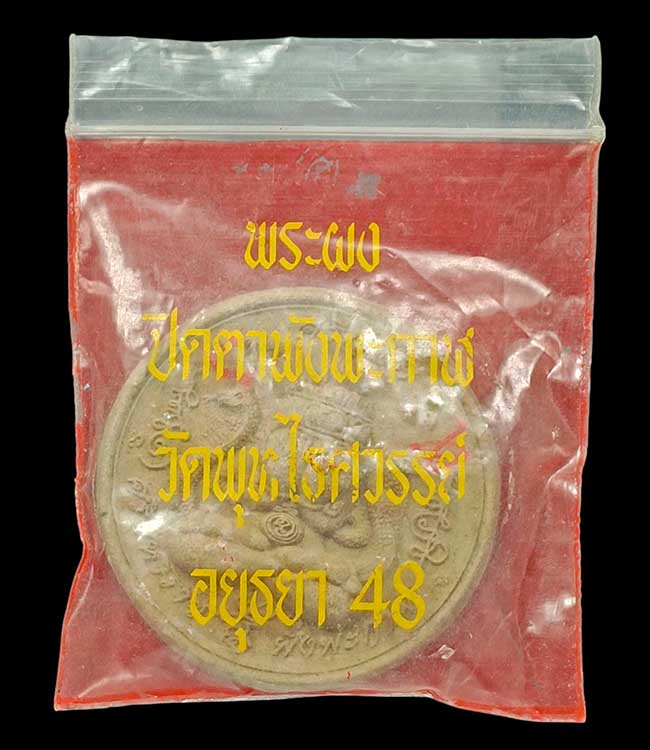 พระผง
ปิดตาพังพะกาฬ
วัดพุทไธศวรรย์
อยุธยา 48